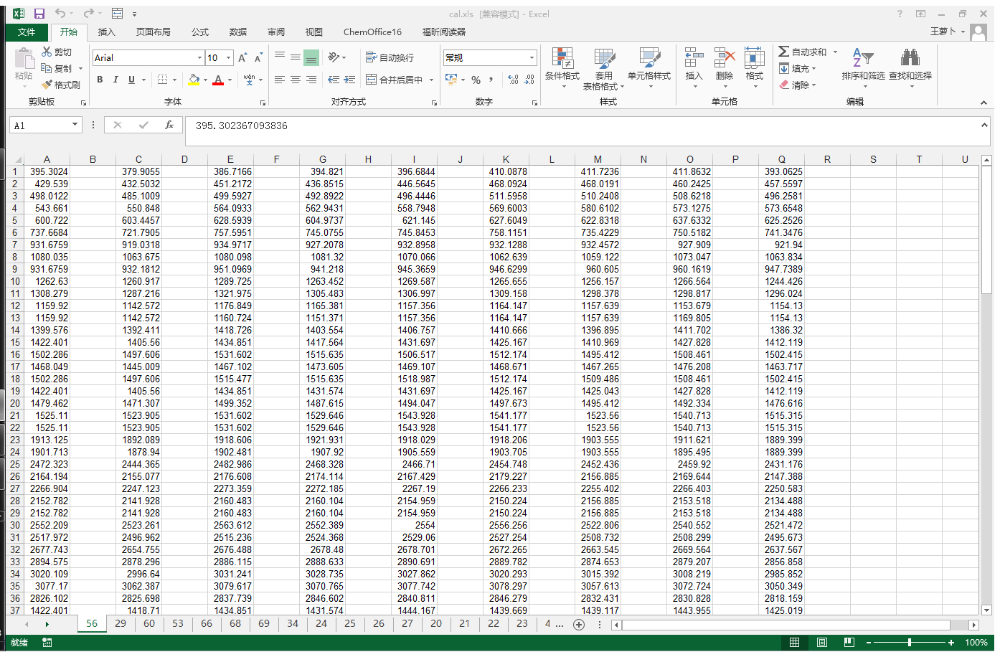 cal.xls [兼容模式] - Excel
文件 开始 插入 页面布局 公式 数据 审阅 视图 ChemOffice16 福昕阅读器 王萝卜
粘贴 剪切 复制 格式刷 剪贴板
Arial 10 B I U wén 变 A 字体
自动换行 合并后居中 对齐方式
常规 % , 数字
条件格式 套用 表格格式 单元格样式 样式
插入 删除 格式 单元格
自动求和 填充 清除 排序和筛选 查找和选择 编辑
A1 fx 395.302367093836
A B C D E F G H I J K L M N O P Q R S T U
1 395.3024 379.9055 386.7166 394.821 396.6844 410.0878 411.7236 411.8632 393.0625
2 429.539 432.5032 451.2172 436.8515 446.5645 468.0924 468.0191 460.2425 457.5597
3 498.0122 485.1009 499.5927 492.8922 496.4446 511.5958 510.2408 508.6218 496.2581
4 543.661 550.848 564.0933 562.9431 558.7948 569.6003 580.6102 573.1275 573.6548
5 600.722 603.4457 628.5939 604.9737 621.145 627.6049 622.8318 637.6332 625.2526
6 737.6684 721.7905 757.5951 745.0755 745.8453 758.1151 735.4229 750.5182 741.3476
7 931.6759 919.0318 934.9717 927.2078 932.8958 932.1288 932.4572 927.909 921.94
8 1080.035 1063.675 1080.098 1081.32 1070.066 1062.639 1059.122 1073.047 1063.834
9 931.6759 932.1812 951.0969 941.218 945.3659 946.6299 960.605 960.1619 947.7389
10 1262.63 1260.917 1289.725 1263.452 1269.587 1265.655 1256.157 1266.564 1244.426
11 1308.279 1287.216 1321.975 1305.483 1306.997 1309.158 1298.378 1298.817 1296.024
12 1159.92 1142.572 1176.849 1165.381 1157.356 1164.147 1157.639 1153.679 1154.13
13 1159.92 1142.572 1160.724 1151.371 1157.356 1164.147 1157.639 1169.805 1154.13
14 1399.576 1392.411 1418.726 1403.554 1406.757 1410.666 1396.895 1411.702 1386.32
15 1422.401 1405.56 1434.851 1417.564 1431.697 1425.167 1410.969 1427.828 1412.119
16 1502.286 1497.606 1531.602 1515.635 1506.517 1512.174 1495.412 1508.461 1502.415
17 1468.049 1445.009 1467.102 1473.605 1469.107 1468.671 1467.265 1476.208 1463.717
18 1502.286 1497.606 1515.477 1515.635 1518.987 1512.174 1509.486 1508.461 1502.415
19 1422.401 1405.56 1434.851 1431.574 1431.697 1425.167 1425.043 1427.828 1412.119
20 1479.462 1471.307 1499.352 1487.615 1494.047 1497.673 1495.412 1492.334 1476.616
21 1525.11 1523.905 1531.602 1529.646 1543.928 1541.177 1523.56 1540.713 1515.315
22 1525.11 1523.905 1531.602 1529.646 1543.928 1541.177 1523.56 1540.713 1515.315
23 1913.125 1892.089 1918.606 1921.931 1918.029 1918.206 1903.555 1911.621 1889.399
24 1901.713 1878.94 1902.481 1907.92 1905.559 1903.705 1903.555 1895.495 1889.399
25 2472.323 2444.365 2482.986 2468.328 2466.71 2454.748 2452.436 2459.92 2431.176
26 2164.194 2155.077 2176.608 2174.114 2167.429 2179.227 2156.885 2169.644 2147.388
27 2266.904 2247.123 2273.359 2272.185 2267.19 2266.233 2255.402 2266.403 2250.583
28 2152.782 2141.928 2160.483 2160.104 2154.959 2150.224 2156.885 2153.518 2134.488
29 2152.782 2141.928 2160.483 2160.104 2154.959 2150.224 2156.885 2153.518 2134.488
30 2552.209 2523.261 2563.612 2552.389 2554 2556.256 2522.806 2540.552 2521.472
31 2517.972 2496.962 2515.236 2524.368 2529.06 2527.254 2508.732 2508.299 2495.673
32 2677.743 2654.755 2676.488 2678.48 2678.701 2672.265 2663.545 2669.564 2637.567
33 2894.575 2878.296 2886.115 2888.633 2890.691 2889.782 2874.653 2879.207 2856.858
34 3020.109 2996.64 3031.241 3028.735 3027.862 3020.293 3015.392 3008.219 2985.852
35 3077.17 3062.387 3079.617 3070.765 3077.742 3078.297 3057.613 3072.724 3050.349
36 2826.102 2825.698 2837.739 2846.602 2840.811 2846.279 2832.431 2830.828 2818.159
37 1422.401 1418.71 1434.851 1431.574 1444.167 1439.669 1439.117 1443.955 1425.019
56 29 60 53 66 68 69 34 24 25 26 27 20 21 22 23 4 ...
就绪 100%